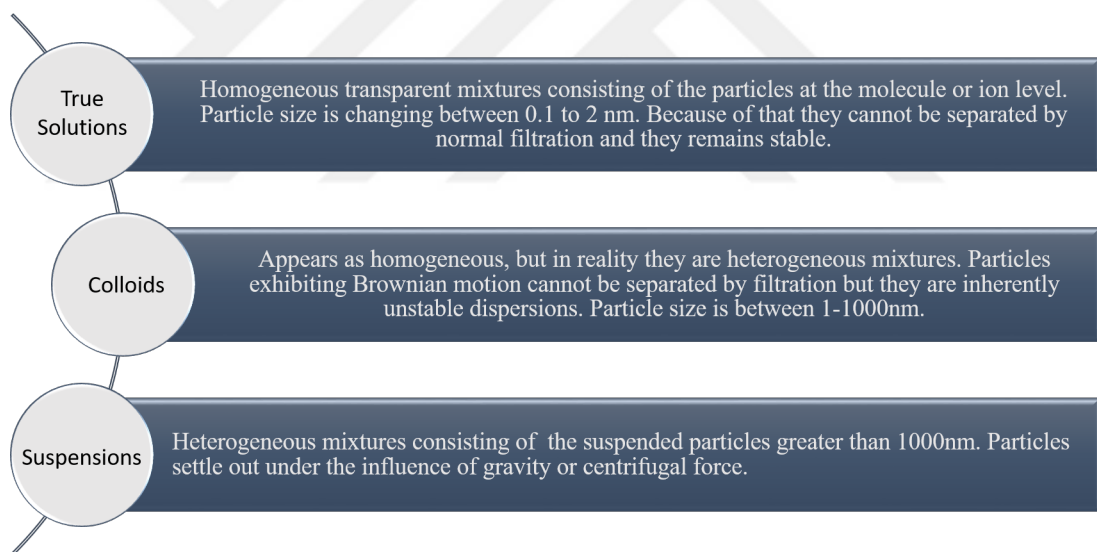 True
Solutions
Homogeneous transparent mixtures consisting of the particles at the molecule or ion level.
Particle size is changing between 0.1 to 2 nm. Because of that they cannot be separated by
normal filtration and they remains stable.
Colloids
Appears as homogeneous, but in reality they are heterogeneous mixtures. Particles
exhibiting Brownian motion cannot be separated by filtration but they are inherently
unstable dispersions. Particle size is between 1-1000nm.
Suspensions
Heterogeneous mixtures consisting of  the suspended particles greater than 1000nm. Particles
settle out under the influence of gravity or centrifugal force.